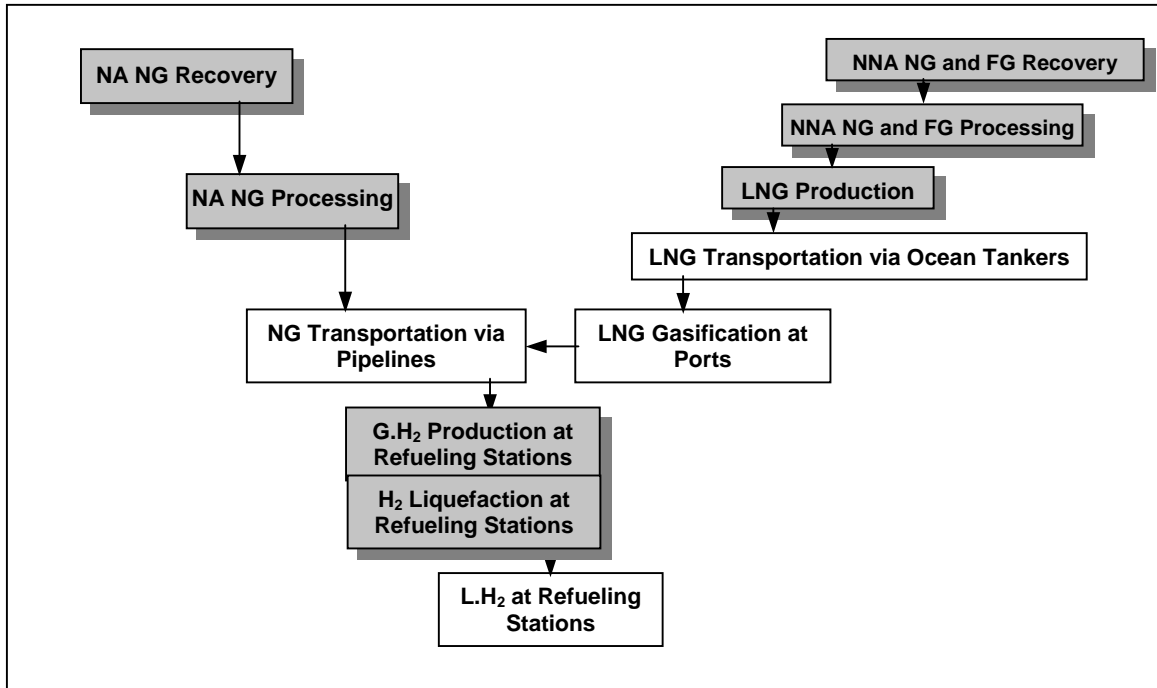 NA NG Recovery
NNA NG and FG Recovery
NNA NG and FG Processing
NA NG Processing
LNG Production
LNG Transportation via Ocean Tankers
NG Transportation via
Pipelines
LNG Gasification at
Ports
G.H₂ Production at
Refueling Stations
H₂ Liquefaction at
Refueling Stations
L.H₂ at Refueling
Stations